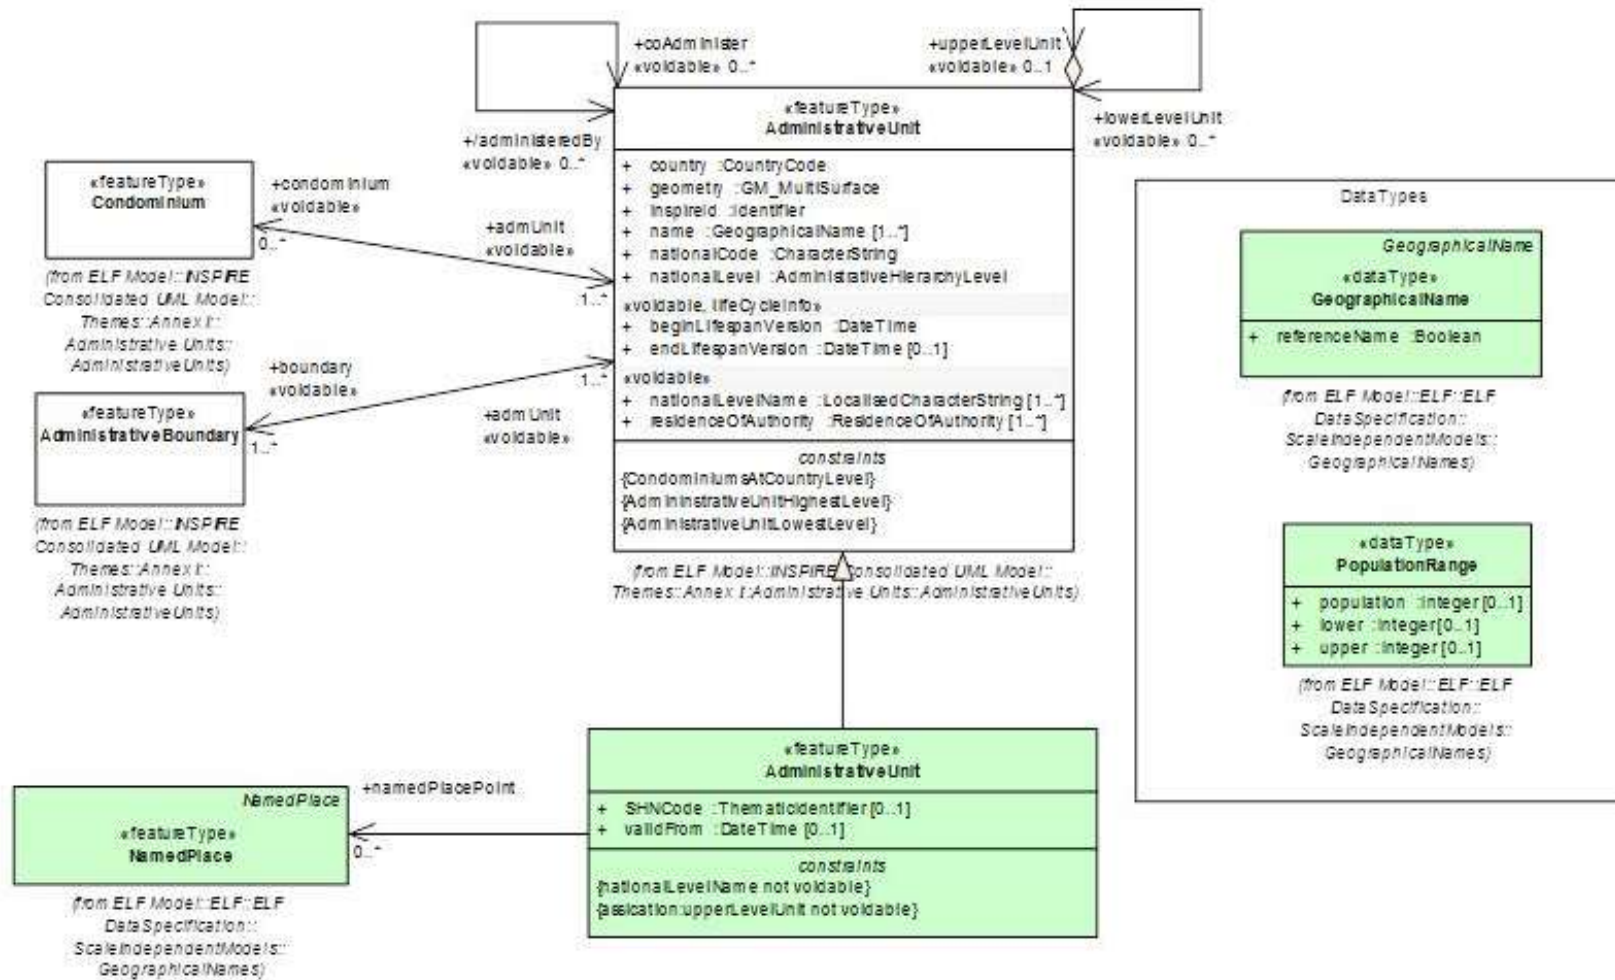 +coAdminister
«voidable» 0..*
+upperLevelUnit
«voidable» 0..1
«featureType»
AdministrativeUnit
+/administeredBy
«voidable» 0..*
+lowerLevelUnit
«voidable» 0..*
+ country :CountryCode
+ geometry :GM_MultiSurface
+ inspireId :Identifier
+ name :GeographicalName [1..*]
+ nationalCode :CharacterString
+ nationalLevel :AdministrativeHierarchyLevel
«voidable, lifeCycleInfo»
+ beginLifespanVersion :DateTime
+ endLifespanVersion :DateTime [0..1]
«voidable»
+ nationalLevelName :LocalisedCharacterString [1..*]
+ residenceOfAuthority :ResidenceOfAuthority [1..*]
constraints
{CondominiumsAtCountryLevel}
{AdmininstrativeUnitHighestLevel}
{AdministrativeUnitLowestLevel}
(from ELF Model::INSPIRE Consolidated UML Model::
Themes::Annex I::Administrative Units::AdministrativeUnits)
«featureType»
Condominium
+condominium
«voidable»
0..*
+admUnit
«voidable»
1..*
(from ELF Model::INSPIRE
Consolidated UML Model::
Themes::Annex I::
Administrative Units::
AdministrativeUnits)
+boundary
«voidable»
1..*
«featureType»
AdministrativeBoundary
1..*
+admUnit
«voidable»
(from ELF Model::INSPIRE
Consolidated UML Model::
Themes::Annex I::
Administrative Units::
AdministrativeUnits)
DataTypes
GeographicalName
«dataType»
GeographicalName
+ referenceName :Boolean
(from ELF Model::ELF::ELF
DataSpecification::
ScaleIndependentModels::
GeographicalNames)
«dataType»
PopulationRange
+ population :Integer [0..1]
+ lower :Integer [0..1]
+ upper :Integer [0..1]
(from ELF Model::ELF::ELF
DataSpecification::
ScaleIndependentModels::
GeographicalNames)
«featureType»
AdministrativeUnit
+ SHNCode :ThematicIdentifier [0..1]
+ validFrom :DateTime [0..1]
constraints
{nationalLevelName not voidable}
{assication:upperLevelUnit not voidable}
+namedPlacePoint
0..*
NamedPlace
«featureType»
NamedPlace
(from ELF Model::ELF::ELF
DataSpecification::
ScaleIndependentModels::
GeographicalNames)